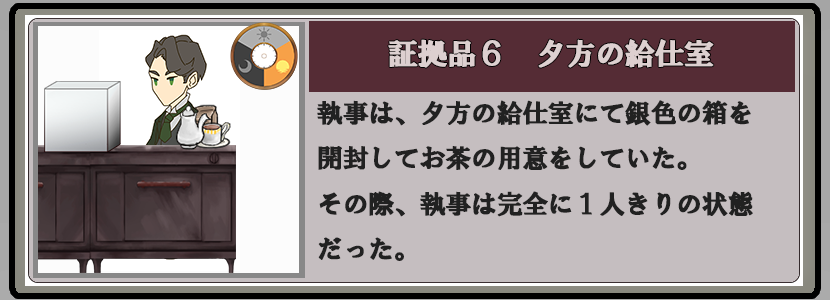 証拠品６　夕方の給仕室
執事は、夕方の給仕室にて銀色の箱を
開封してお茶の用意をしていた。
その際、執事は完全に１人きりの状態
だった。